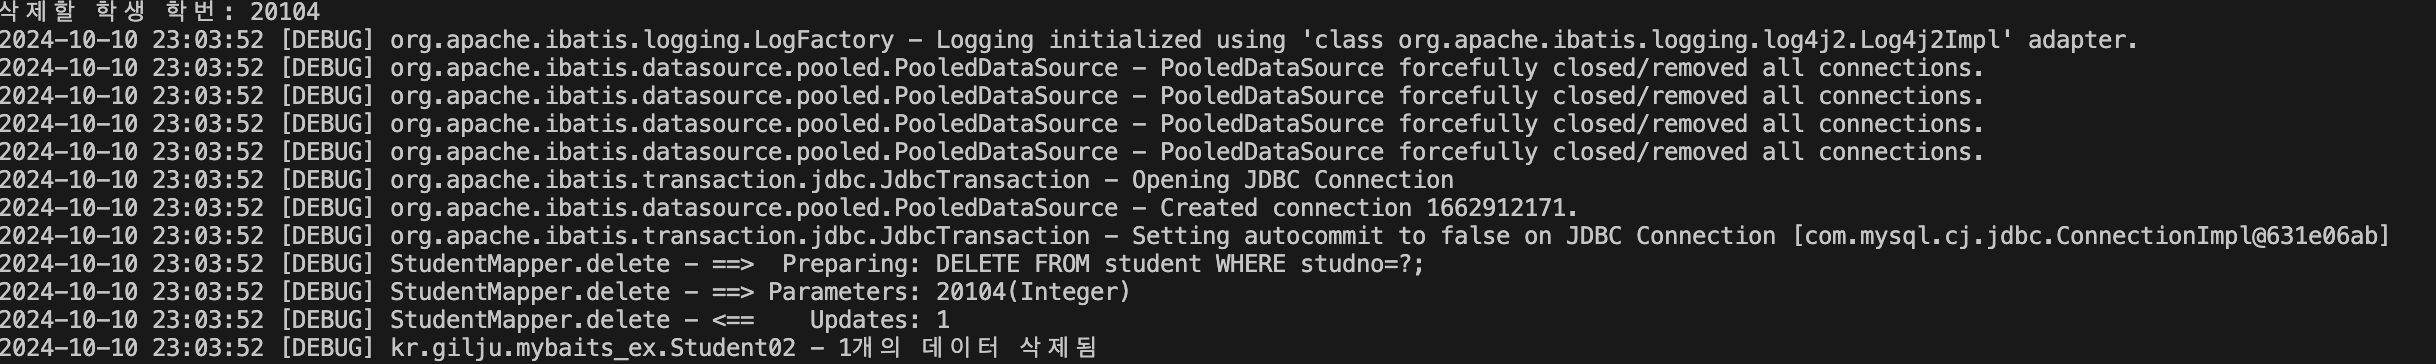 삭제할 학생 학번: 20104
2024-10-10 23:03:52 [DEBUG] org.apache.ibatis.logging.LogFactory - Logging initialized using 'class org.apache.ibatis.logging.log4j2.Log4j2Impl' adapter.
2024-10-10 23:03:52 [DEBUG] org.apache.ibatis.datasource.pooled.PooledDataSource - PooledDataSource forcefully closed/removed all connections.
2024-10-10 23:03:52 [DEBUG] org.apache.ibatis.datasource.pooled.PooledDataSource - PooledDataSource forcefully closed/removed all connections.
2024-10-10 23:03:52 [DEBUG] org.apache.ibatis.datasource.pooled.PooledDataSource - PooledDataSource forcefully closed/removed all connections.
2024-10-10 23:03:52 [DEBUG] org.apache.ibatis.datasource.pooled.PooledDataSource - PooledDataSource forcefully closed/removed all connections.
2024-10-10 23:03:52 [DEBUG] org.apache.ibatis.transaction.jdbc.JdbcTransaction - Opening JDBC Connection
2024-10-10 23:03:52 [DEBUG] org.apache.ibatis.datasource.pooled.PooledDataSource - Created connection 1662912171.
2024-10-10 23:03:52 [DEBUG] org.apache.ibatis.transaction.jdbc.JdbcTransaction - Setting autocommit to false on JDBC Connection [com.mysql.cj.jdbc.ConnectionImpl@631e06ab]
2024-10-10 23:03:52 [DEBUG] StudentMapper.delete - ==>  Preparing: DELETE FROM student WHERE studno=?;
2024-10-10 23:03:52 [DEBUG] StudentMapper.delete - ==> Parameters: 20104(Integer)
2024-10-10 23:03:52 [DEBUG] StudentMapper.delete - <==    Updates: 1
2024-10-10 23:03:52 [DEBUG] kr.gilju.mybaits_ex.Student02 - 1개의 데이터 삭제됨